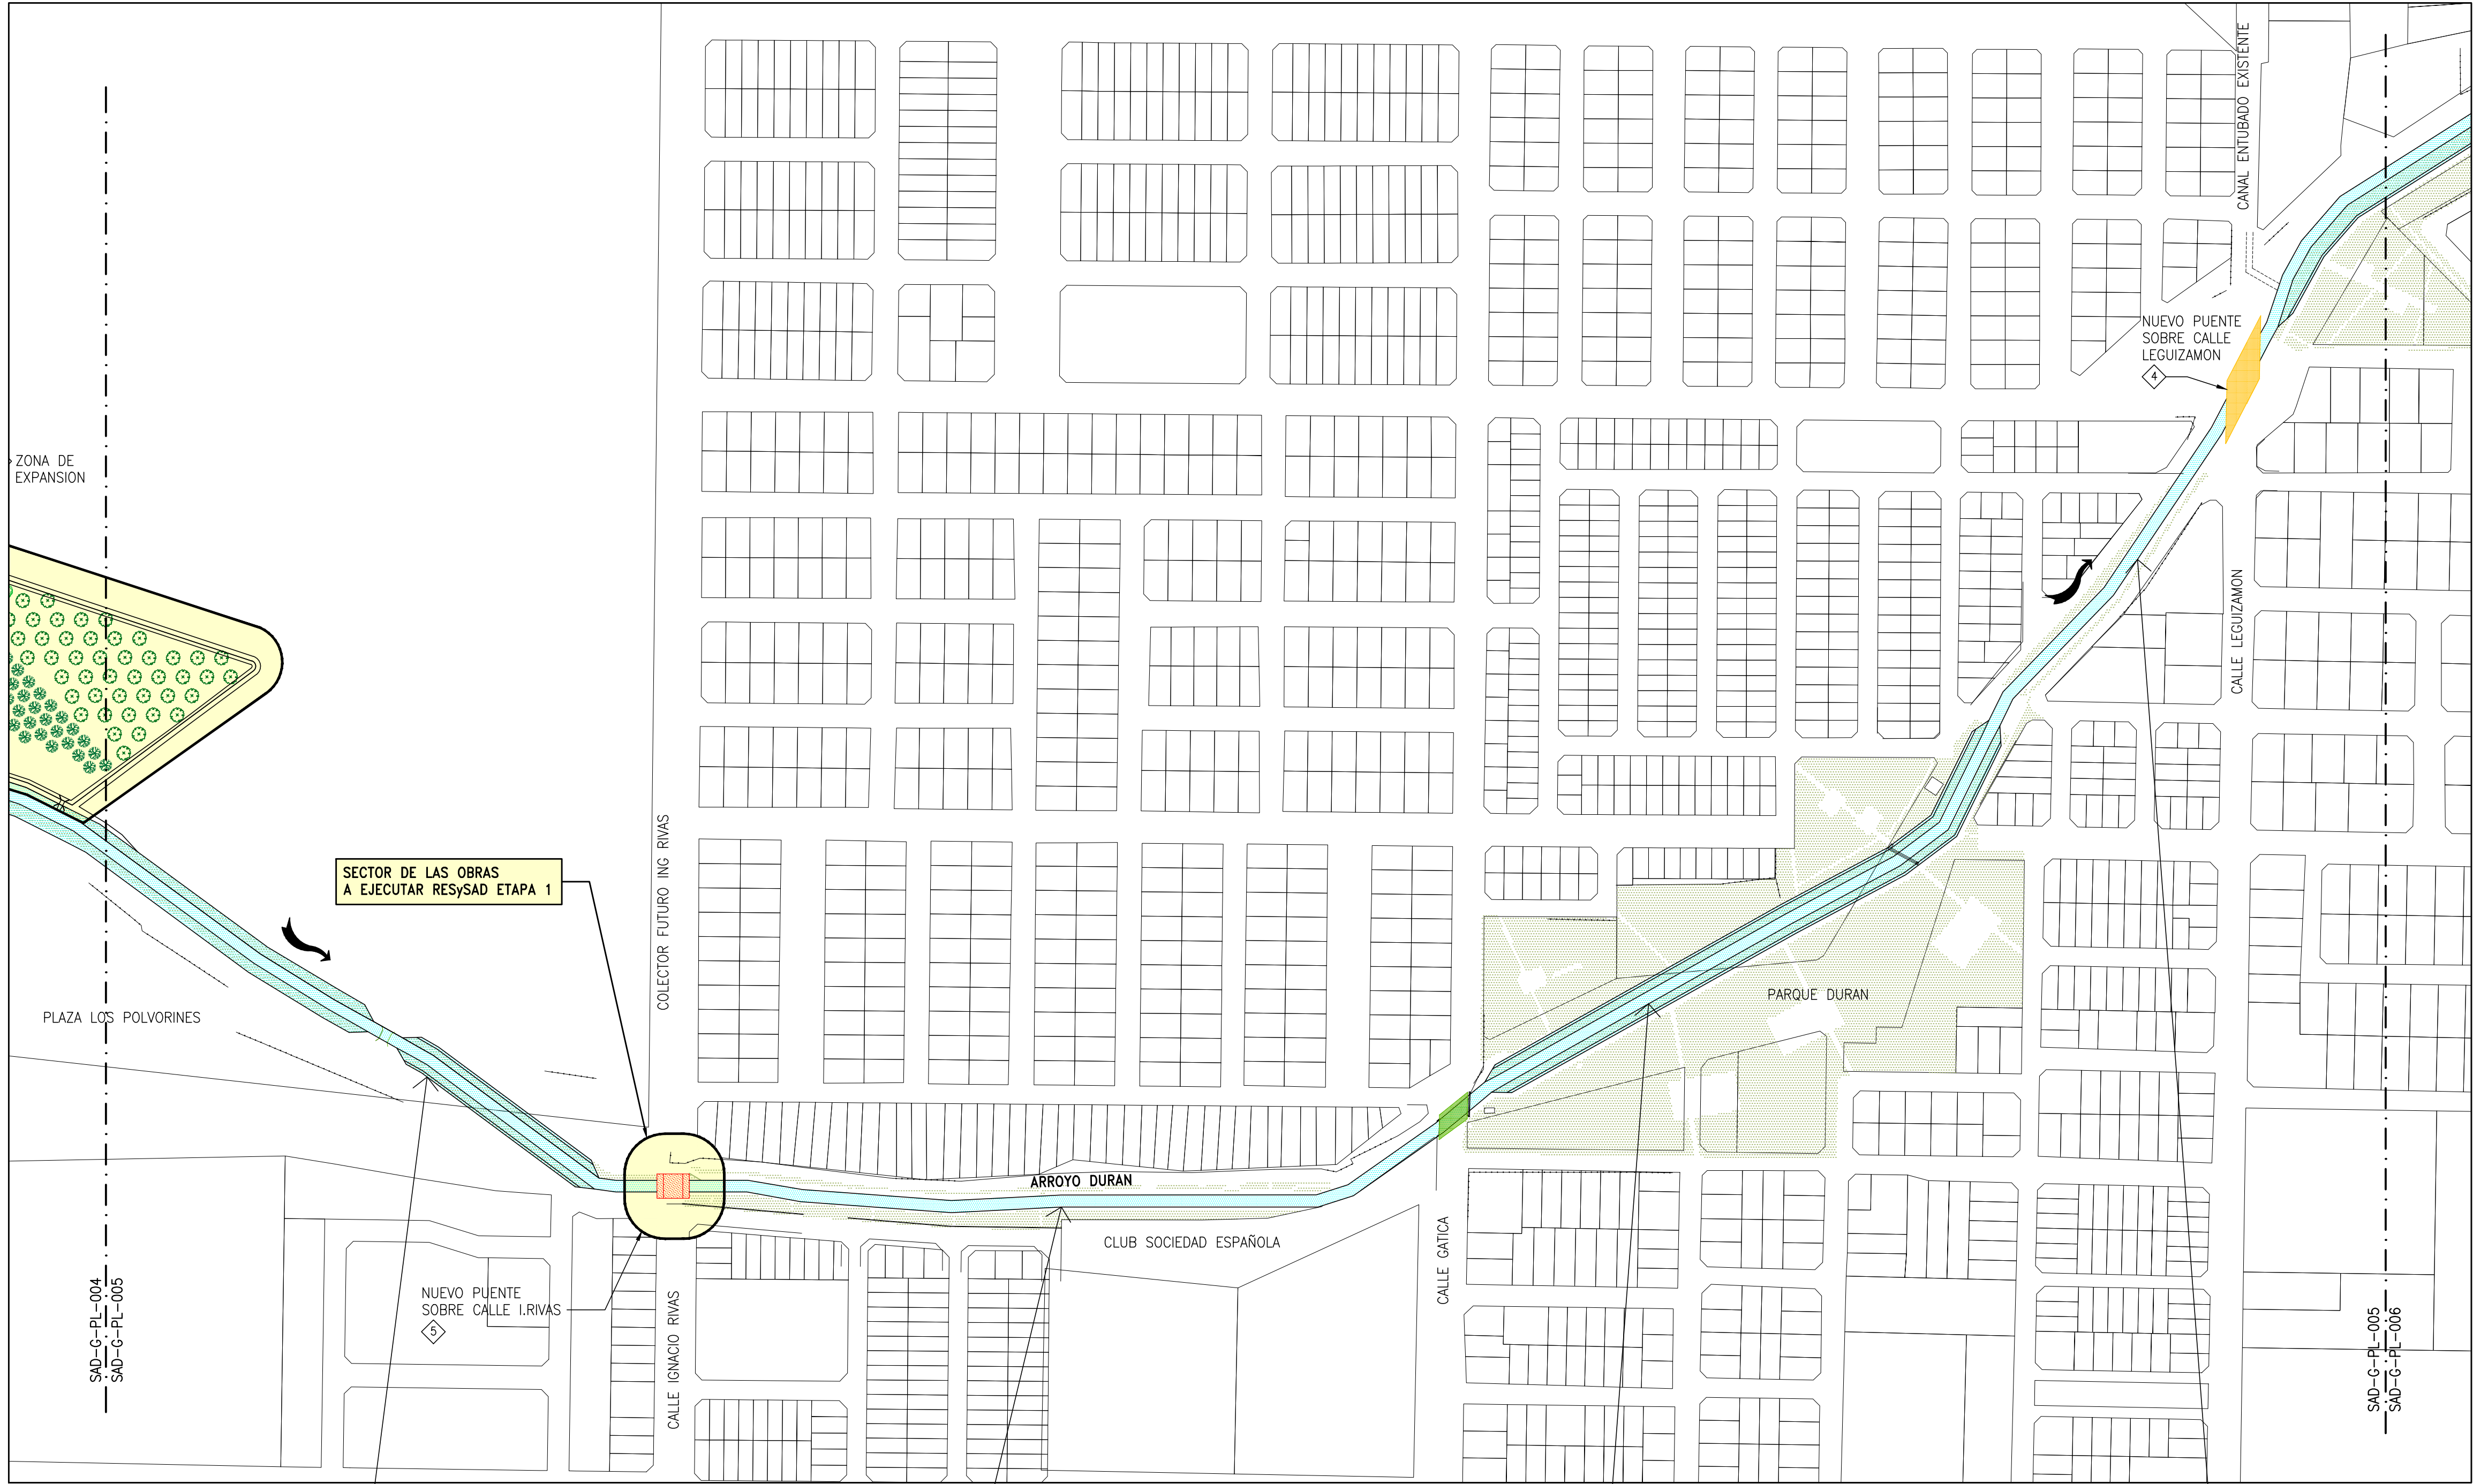 CANAL ENTUBADO EXISTENTE
NUEVO PUENTE
SOBRE CALLE
LEGUIZAMON
4
ZONA DE
EXPANSION
CALLE LEGUIZAMON
COLECTOR FUTURO ING RIVAS
SECTOR DE LAS OBRAS
A EJECUTAR RESySAD ETAPA 1
PLAZA LOS POLVORINES
PARQUE DURAN
ARROYO DURAN
CLUB SOCIEDAD ESPAÑOLA
CALLE GATICA
NUEVO PUENTE
SOBRE CALLE I.RIVAS
5
CALLE IGNACIO RIVAS
SAD-G-PL-004
SAD-G-PL-005
SAD-G-PL-005
SAD-G-PL-006